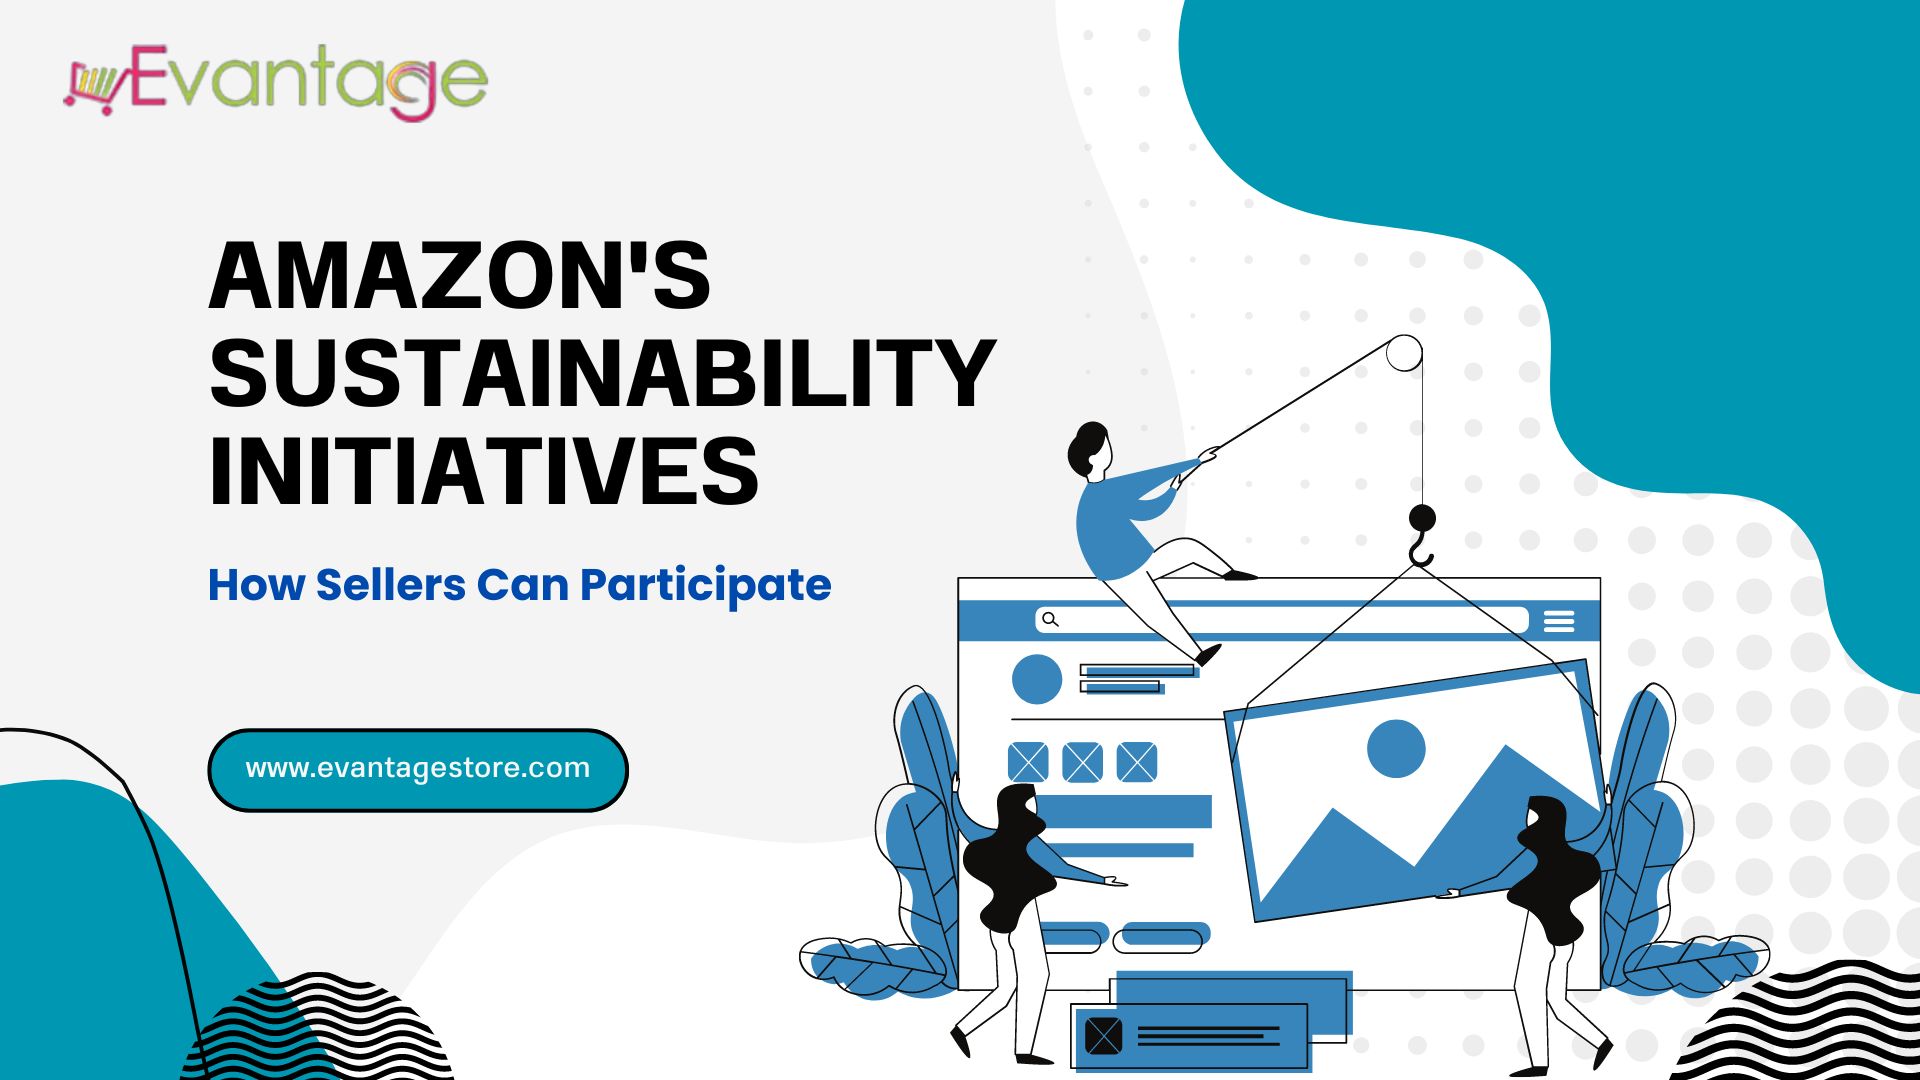 Evantage
AMAZON'S
SUSTAINABILITY
INITIATIVES
How Sellers Can Participate
www.evantagestore.com